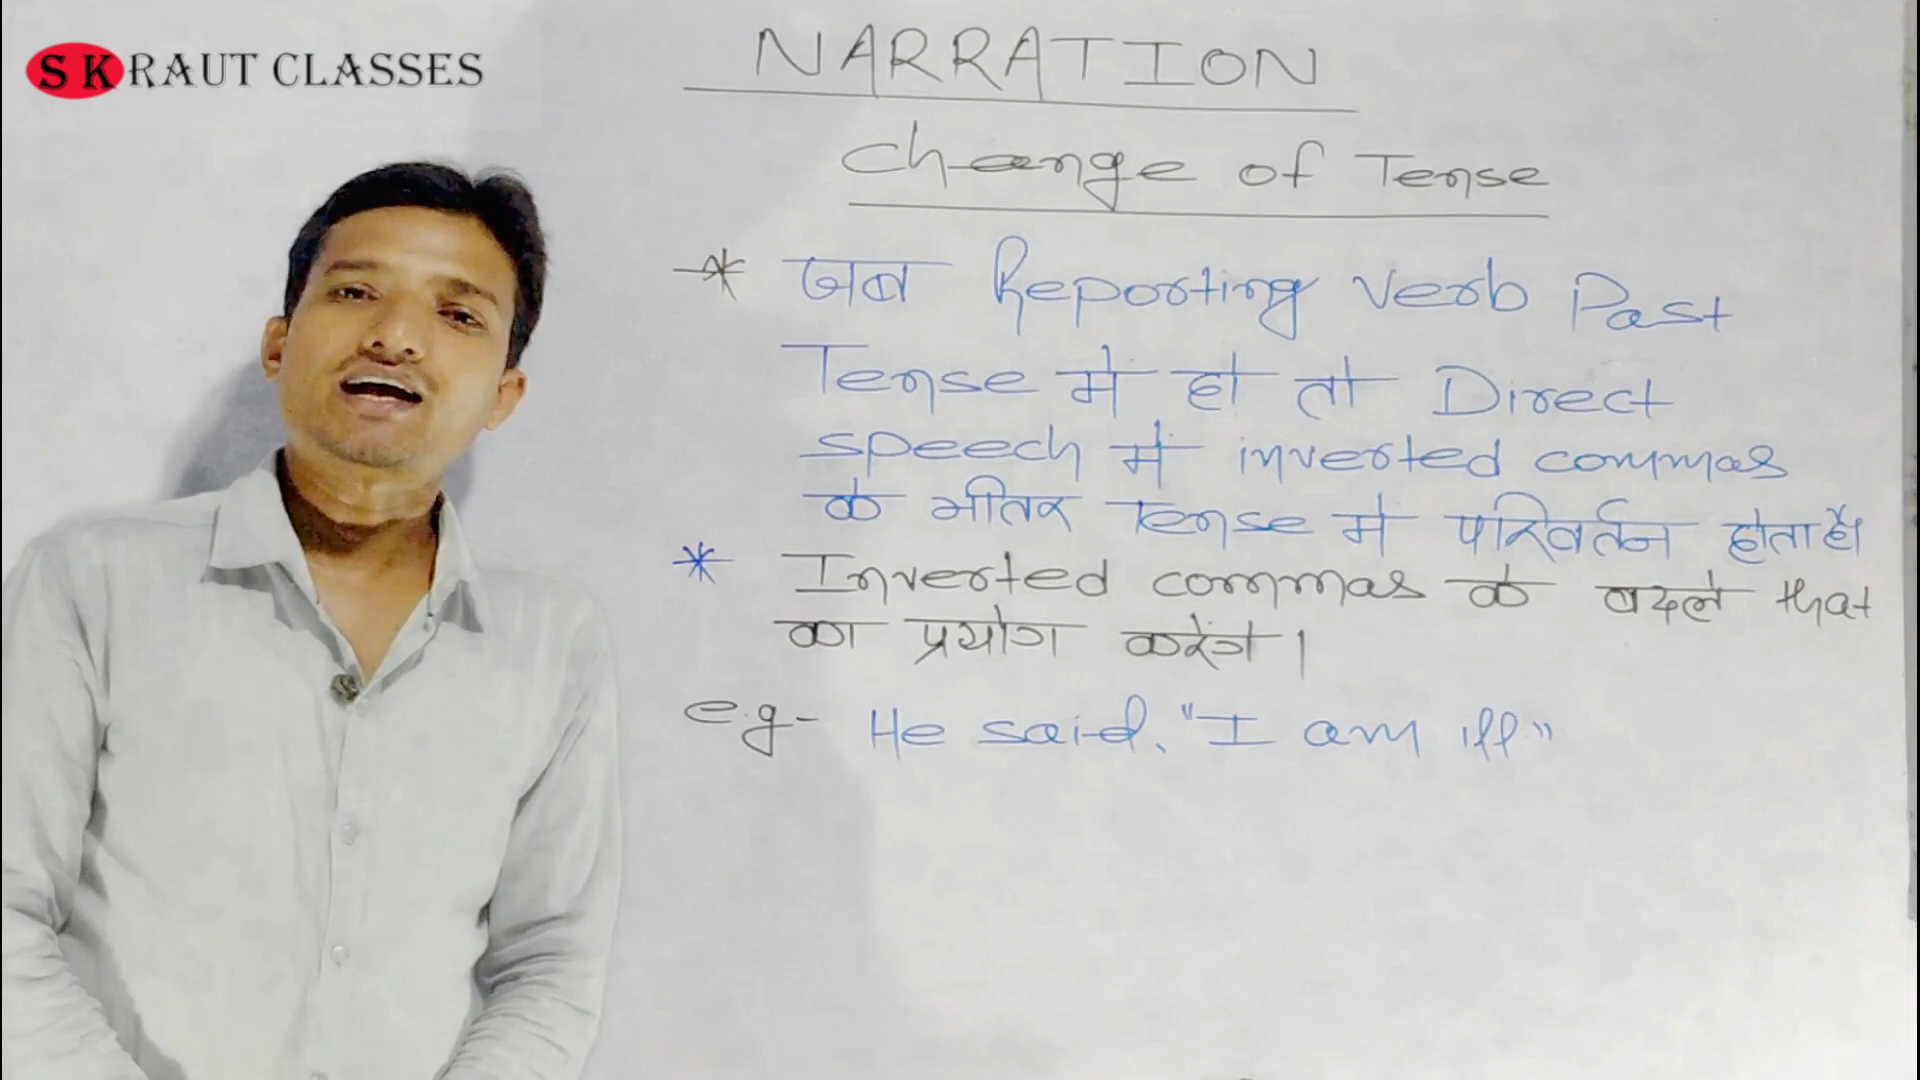 SK RAUT CLASSES
NARRATION
Change of Tense
* जब Reporting Verb Past
Tense मे हो तो Direct
speech मे inverted commas
के भीतर Tense मे परिवर्तन होता है।
* Inverted commas के बदले that
का प्रयोग करेंगे।
e.g- He said, "I am ill"